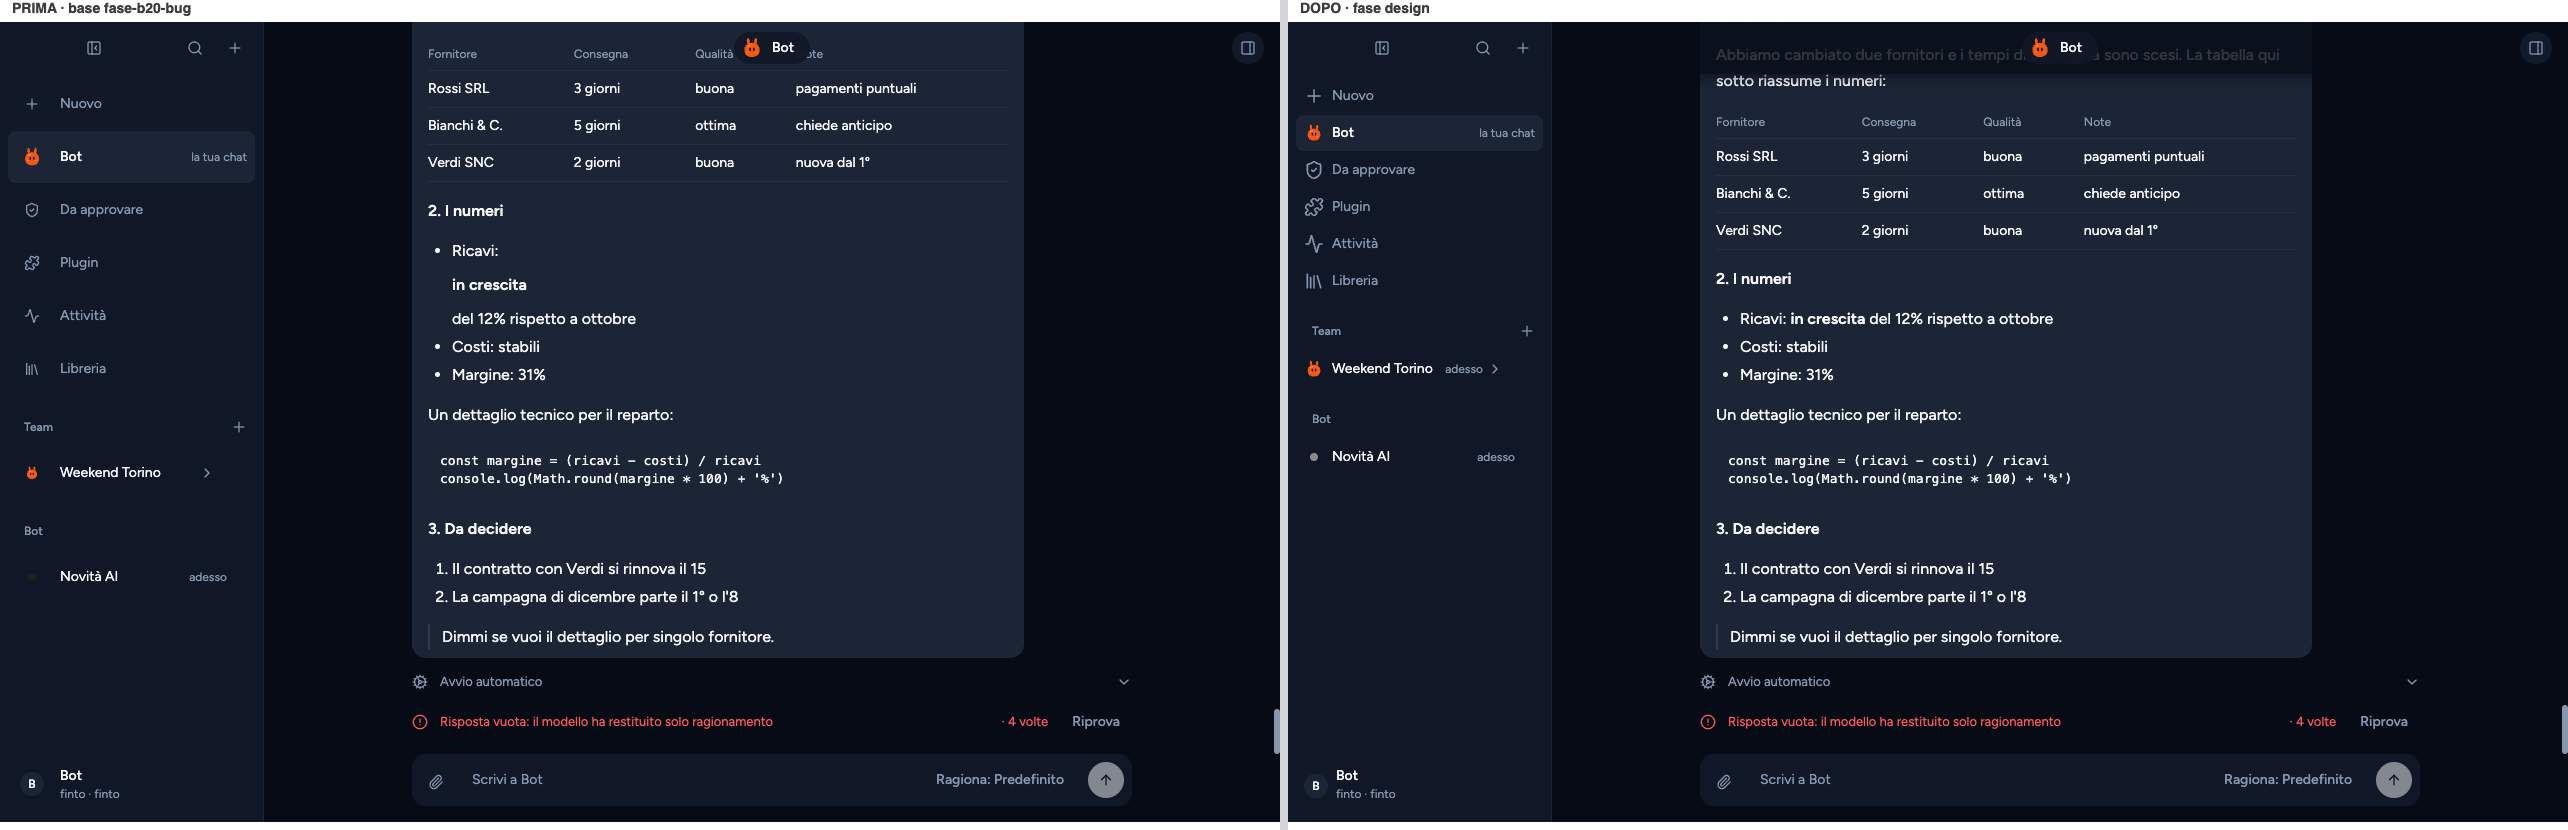 PRIMA · base fase-b20-bug
Nuovo
Bot la tua chat
Da approvare
Plugin
Attività
Libreria
Team
Weekend Torino
Bot
Novità AI adesso
Bot
B
finto · finto
Bot
Fornitore Consegna Qualità ote
Rossi SRL 3 giorni buona pagamenti puntuali
Bianchi & C. 5 giorni ottima chiede anticipo
Verdi SNC 2 giorni buona nuova dal 1°
2. I numeri
• Ricavi:
in crescita
del 12% rispetto a ottobre
• Costi: stabili
• Margine: 31%
Un dettaglio tecnico per il reparto:
const margine = (ricavi – costi) / ricavi
console.log(Math.round(margine * 100) + '%')
3. Da decidere
1. Il contratto con Verdi si rinnova il 15
2. La campagna di dicembre parte il 1° o l'8
Dimmi se vuoi il dettaglio per singolo fornitore.
Avvio automatico
Risposta vuota: il modello ha restituito solo ragionamento · 4 volte Riprova
Scrivi a Bot Ragiona: Predefinito
DOPO · fase design
Nuovo
Bot la tua chat
Da approvare
Plugin
Attività
Libreria
Team
Weekend Torino adesso
Bot
Novità AI adesso
Bot
B
finto · finto
Bot
Abbiamo cambiato due fornitori e i tempi d sono scesi. La tabella qui
sotto riassume i numeri:
Fornitore Consegna Qualità Note
Rossi SRL 3 giorni buona pagamenti puntuali
Bianchi & C. 5 giorni ottima chiede anticipo
Verdi SNC 2 giorni buona nuova dal 1°
2. I numeri
• Ricavi: in crescita del 12% rispetto a ottobre
• Costi: stabili
• Margine: 31%
Un dettaglio tecnico per il reparto:
const margine = (ricavi – costi) / ricavi
console.log(Math.round(margine * 100) + '%')
3. Da decidere
1. Il contratto con Verdi si rinnova il 15
2. La campagna di dicembre parte il 1° o l'8
Dimmi se vuoi il dettaglio per singolo fornitore.
Avvio automatico
Risposta vuota: il modello ha restituito solo ragionamento · 4 volte Riprova
Scrivi a Bot Ragiona: Predefinito